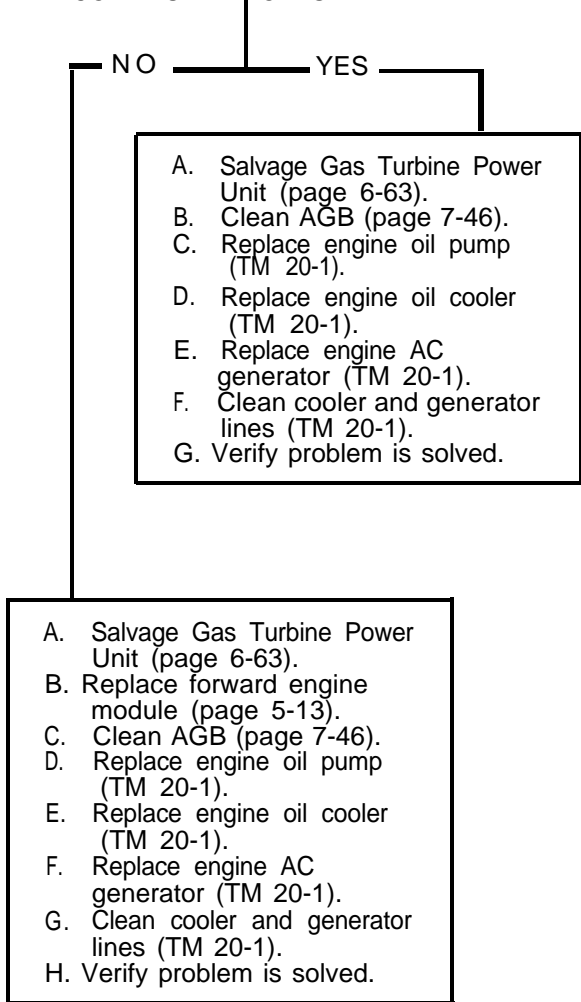 NO
YES
A. Salvage Gas Turbine Power
Unit (page 6-63).
B. Clean AGB (page 7-46).
C. Replace engine oil pump
(TM 20-1).
D. Replace engine oil cooler
(TM 20-1).
E. Replace engine AC
generator (TM 20-1).
F. Clean cooler and generator
lines (TM 20-1).
G. Verify problem is solved.
A. Salvage Gas Turbine Power
Unit (page 6-63).
B. Replace forward engine
module (page 5-13).
C. Clean AGB (page 7-46).
D. Replace engine oil pump
(TM 20-1).
E. Replace engine oil cooler
(TM 20-1).
F. Replace engine AC
generator (TM 20-1).
G. Clean cooler and generator
lines (TM 20-1).
H. Verify problem is solved.